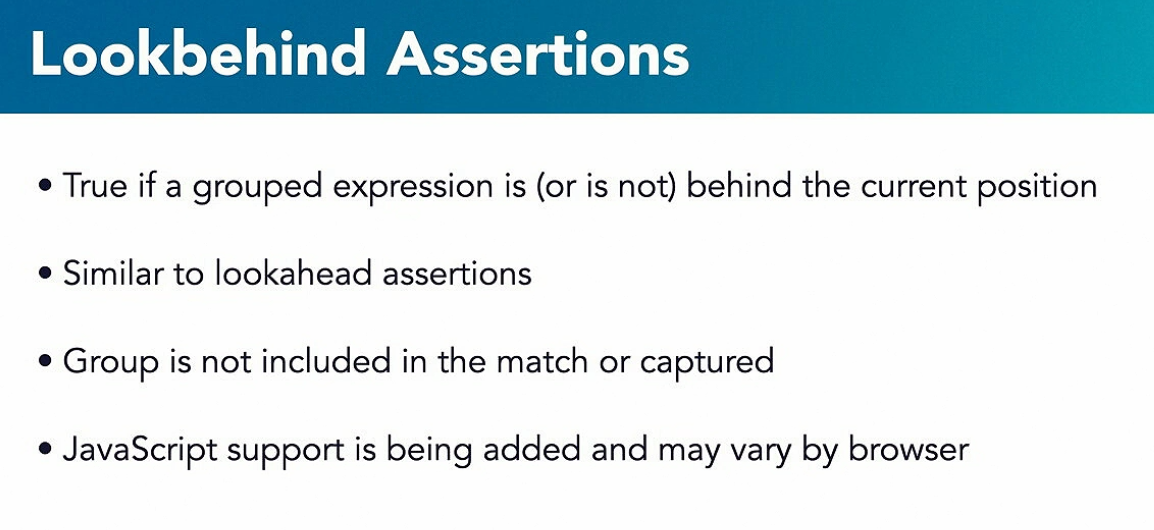 Lookbehind Assertions
• True if a grouped expression is (or is not) behind the current position
• Similar to lookahead assertions
• Group is not included in the match or captured
• JavaScript support is being added and may vary by browser